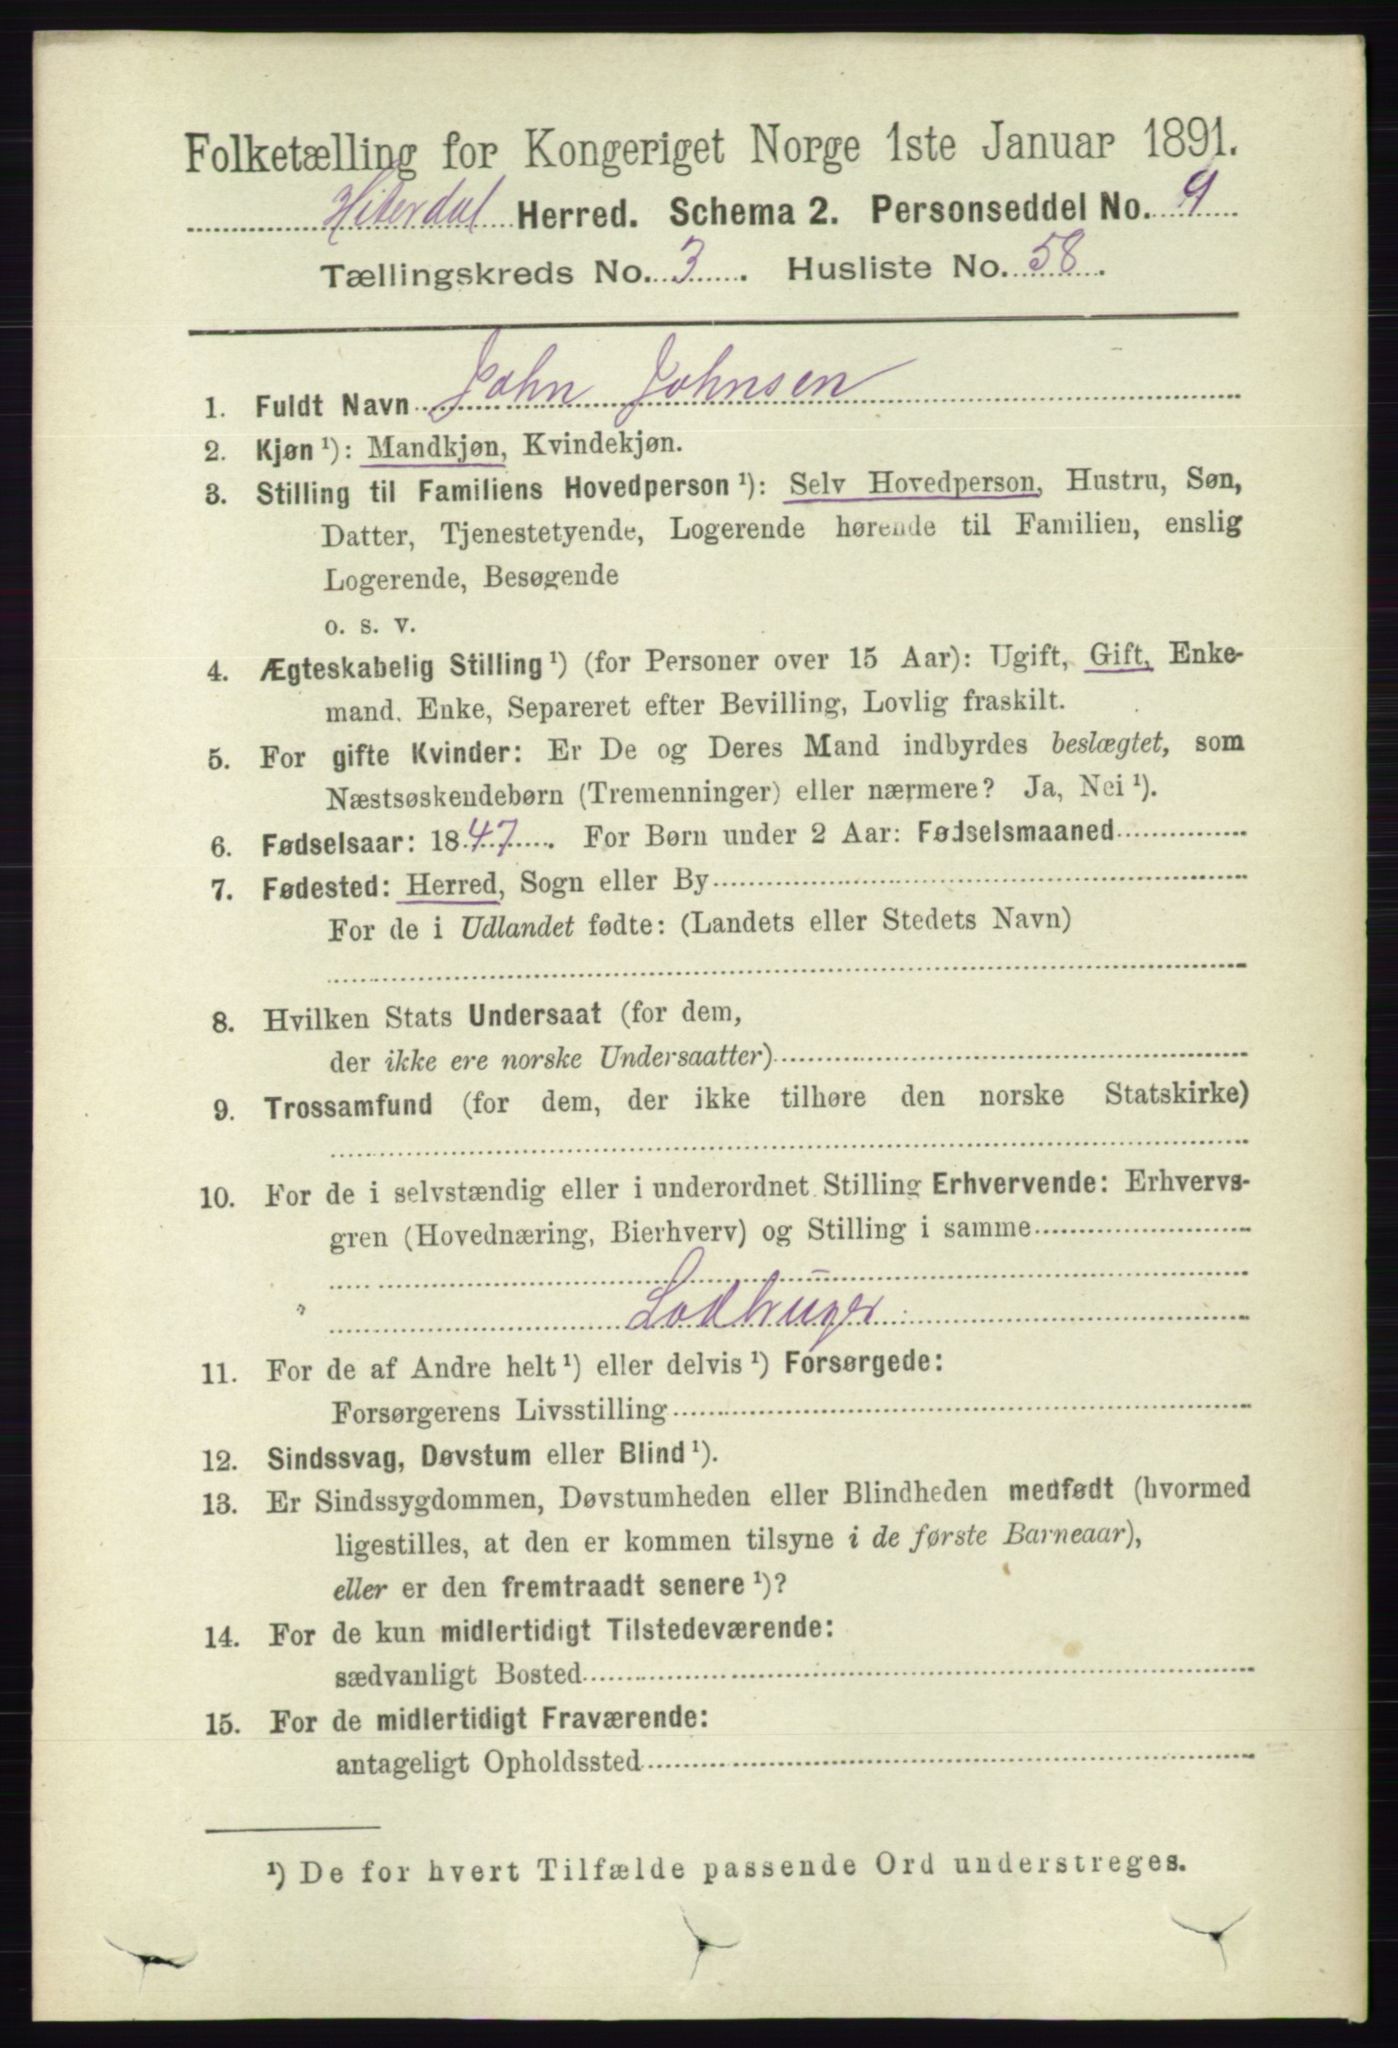 Folketælling for Kongeriget Norge 1ste Januar 1891.
Hiterdal Herred. Schema 2. Personseddel No. 9
Tællingskreds No. 3. Husliste No. 58.
1. Fuldt Navn John Johnsen
2. Kjøn ¹): Mandkjøn, Kvindekjøn.
3. Stilling til Familiens Hovedperson ¹): Selv Hovedperson, Hustru, Søn,
Datter, Tjenestetyende, Logerende hørende til Familien, enslig
Logerende, Besøgende
o. s. v.
4. Ægteskabelig Stilling ¹) (for Personer over 15 Aar): Ugift, Gift, Enke-
mand. Enke, Separeret efter Bevilling, Lovlig fraskilt.
5. For gifte Kvinder: Er De og Deres Mand indbyrdes beslægtet, som
Næstsøskendebørn (Tremenninger) eller nærmere? Ja, Nei ¹).
6. Fødselsaar: 1847. For Børn under 2 Aar: Fødselsmaaned
7. Fødested: Herred, Sogn eller By
For de i Udlandet fødte: (Landets eller Stedets Navn)
8. Hvilken Stats Undersaat (for dem,
der ikke ere norske Undersaatter)
9. Trossamfund (for dem, der ikke tilhøre den norske Statskirke)
10. For de i selvstændig eller i underordnet Stilling Erhvervende: Erhvervs-
gren (Hovednæring, Bierhverv) og Stilling i samme
Lodbruger
11. For de af Andre helt ¹) eller delvis ¹) Forsørgede:
Forsørgerens Livsstilling
12. Sindssvag, Døvstum eller Blind ¹).
13. Er Sindssygdommen, Døvstumheden eller Blindheden medfødt (hvormed
ligestilles, at den er kommen tilsyne i de første Barneaar),
eller er den fremtraadt senere ¹)?
14. For de kun midlertidigt Tilstedeværende:
sædvanligt Bosted
15. For de midlertidigt Fraværende:
antageligt Opholdssted
¹) De for hvert Tilfælde passende Ord understreges.